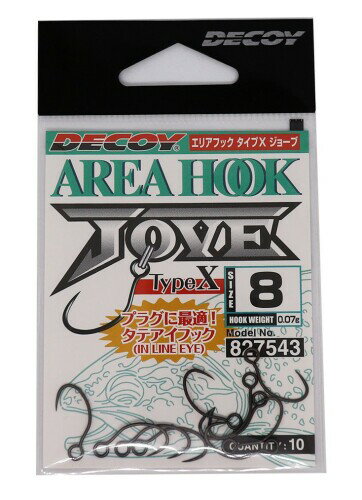 DECOY
DECOY
エリアフック タイプX ジョーブ
AREA HOOK
JOVE
Type X
SIZE
8
HOOK WEIGHT 0.07g
プラグに最適!
タテアイフック
(IN LINE EYE)
Model No.
827543
QUANTITY:10